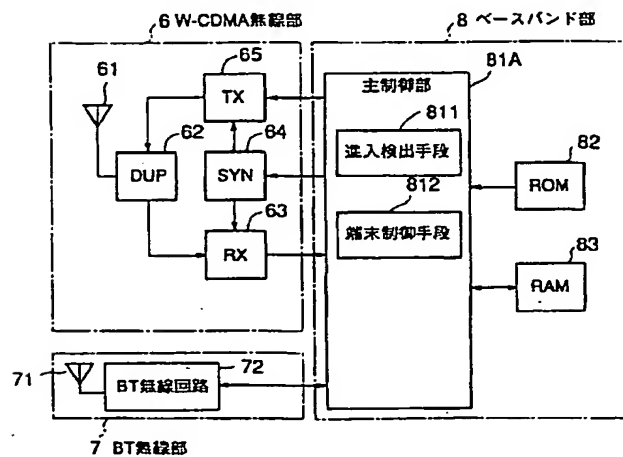 6 W-CDMA無線部
8 ベースバンド部
61
65
TX
62
DUP
64
SYN
63
RX
81A
主制御部
811
進入検出手段
812
端末制御手段
82
ROM
83
RAM
71
72
BT無線回路
7 BT無線部